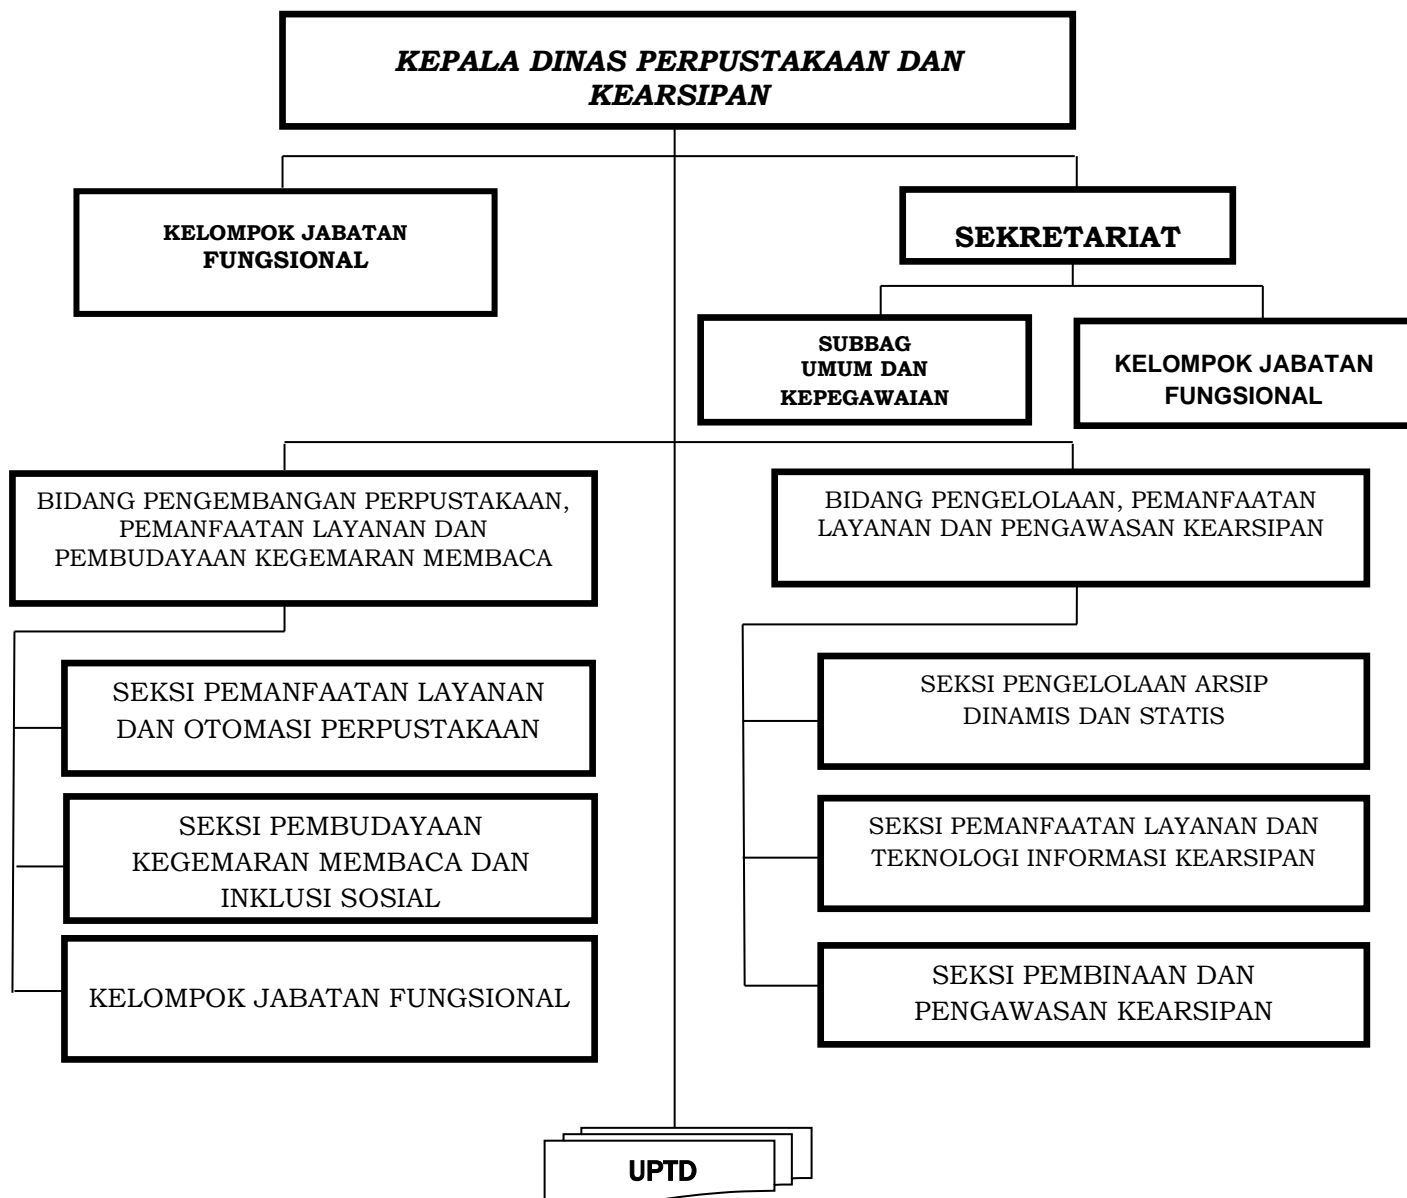 KEPALA DINAS PERPUSTAKAAN DAN
KEARSIPAN
KELOMPOK JABATAN
FUNGSIONAL
SEKRETARIAT
SUBBAG
UMUM DAN
KEPEGAWAIAN
KELOMPOK JABATAN
FUNGSIONAL
BIDANG PENGEMBANGAN PERPUSTAKAAN,
PEMANFAATAN LAYANAN DAN
PEMBUDAYAAN KEGEMARAN MEMBACA
BIDANG PENGELOLAAN, PEMANFAATAN
LAYANAN DAN PENGAWASAN KEARSIPAN
SEKSI PEMANFAATAN LAYANAN
DAN OTOMASI PERPUSTAKAAN
SEKSI PEMBUDAYAAN
KEGEMARAN MEMBACA DAN
INKLUSI SOSIAL
KELOMPOK JABATAN FUNGSIONAL
SEKSI PENGELOLAAN ARSIP
DINAMIS DAN STATIS
SEKSI PEMANFAATAN LAYANAN DAN
TEKNOLOGI INFORMASI KEARSIPAN
SEKSI PEMBINAAN DAN
PENGAWASAN KEARSIPAN
UPTD